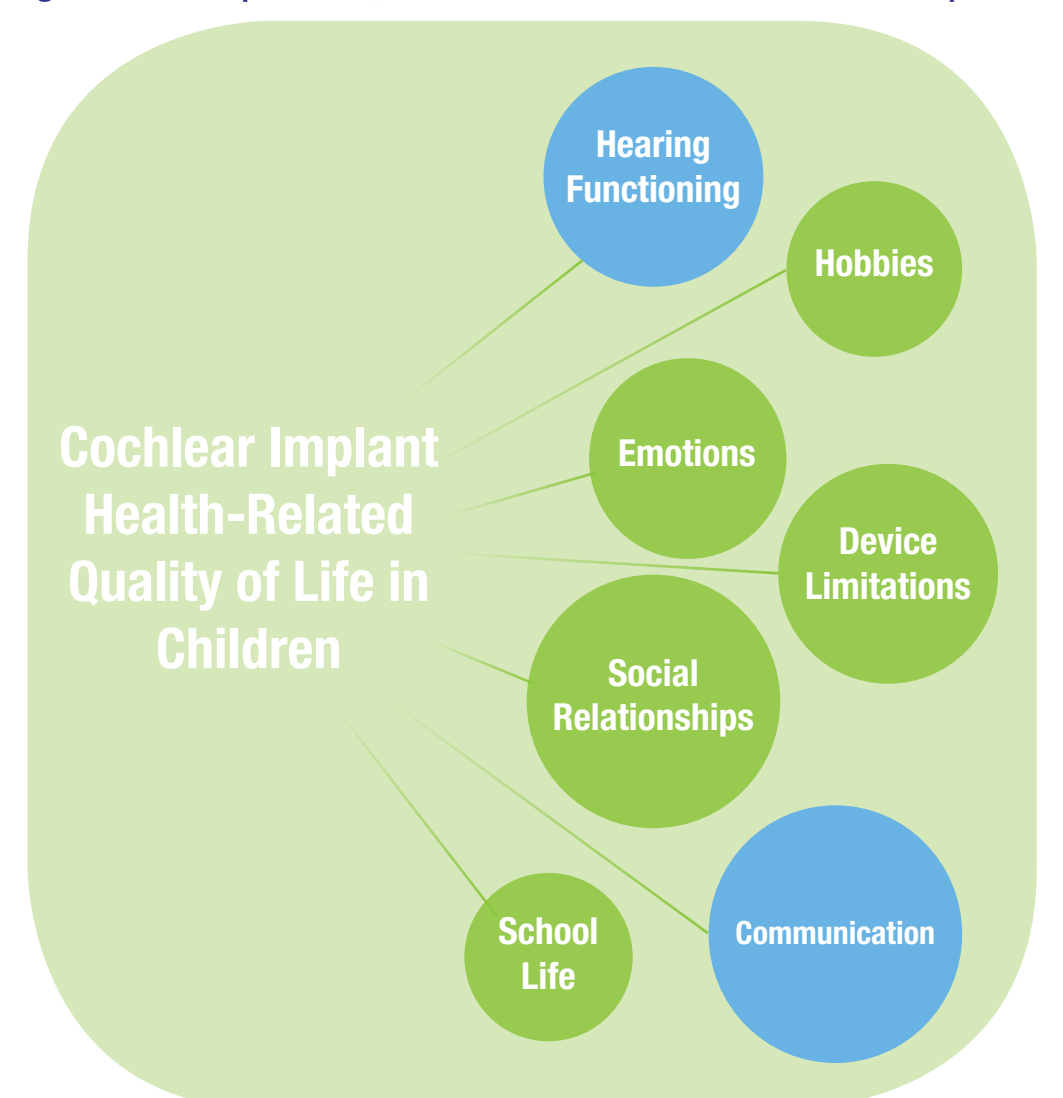 Hearing
Functioning
Hobbies
Emotions
Cochlear Implant
Health-Related
Quality of Life in
Children
Device
Limitations
Social
Relationships
School
Life
Communication